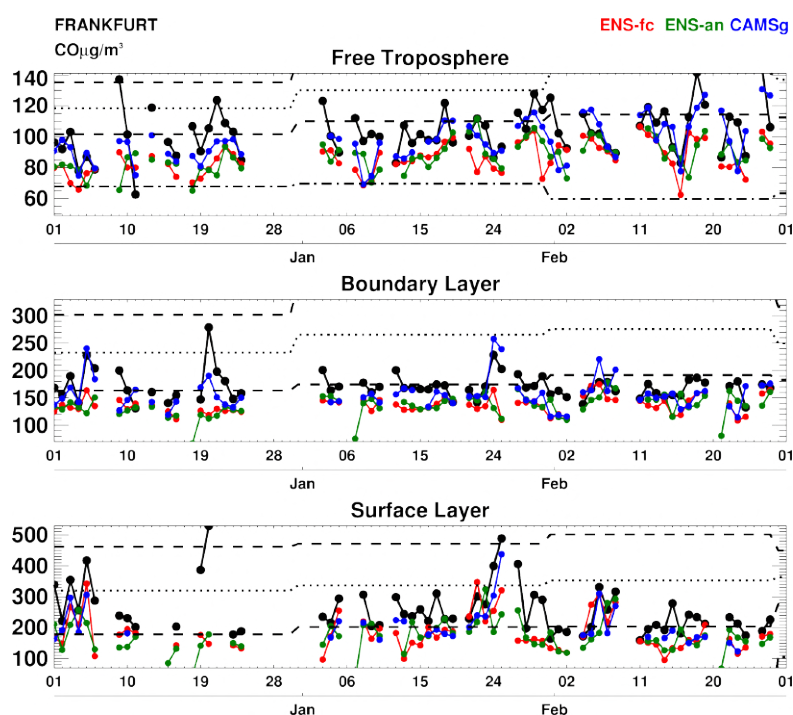 FRANKFURT
ENS-fc ENS-an CAMSg
COμg/m³
Free Troposphere
140
120
100
80
60
01 10 19 28 06 15 24 02 11 20 01
Jan Feb
Boundary Layer
300
250
200
150
100
01 10 19 28 06 15 24 02 11 20 01
Jan Feb
Surface Layer
500
400
300
200
100
01 10 19 28 06 15 24 02 11 20 01
Jan Feb